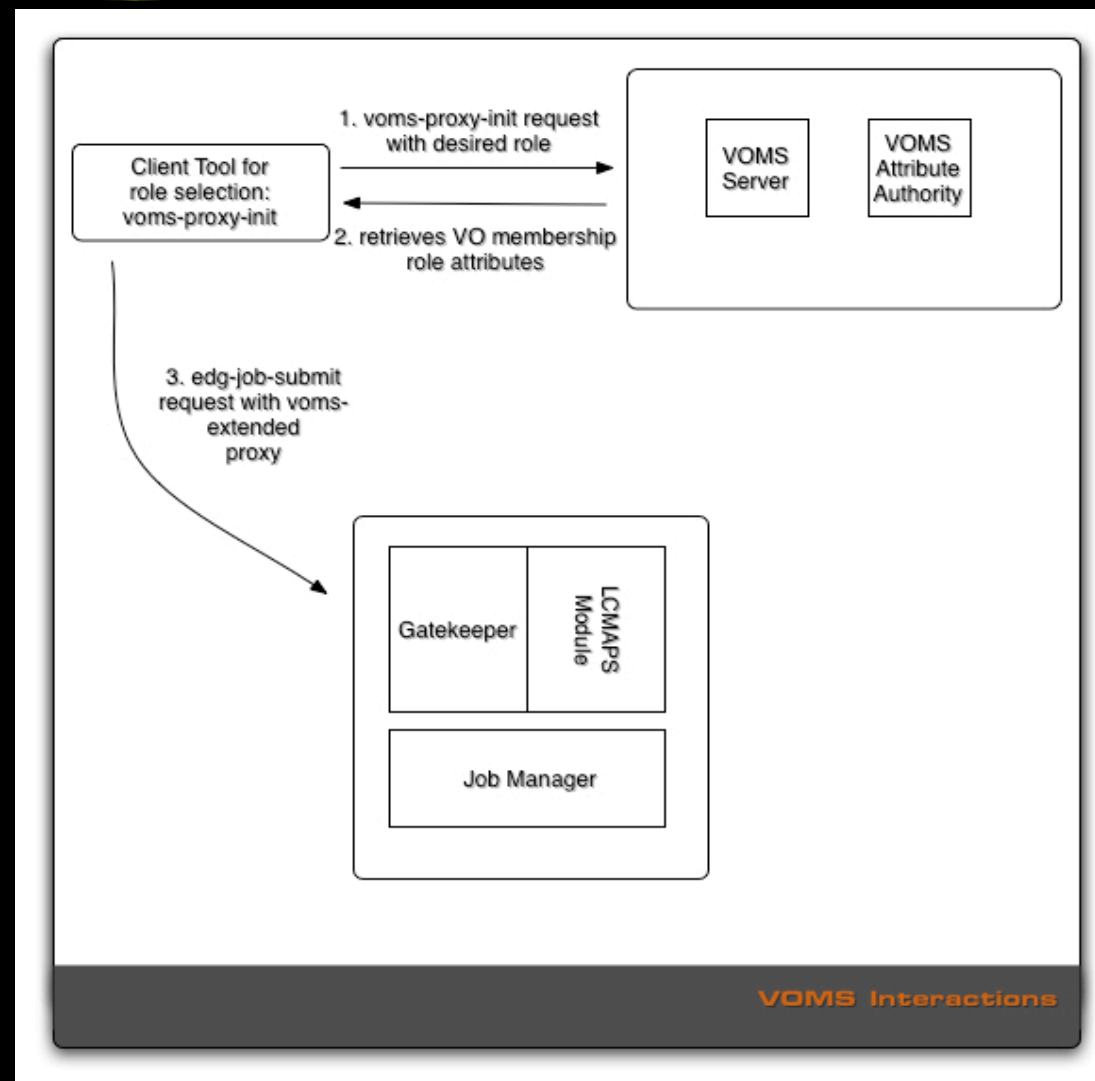 1. voms-proxy-init request
with desired role
Client Tool for
role selection:
voms-proxy-init
VOMS
Server
VOMS
Attribute
Authority
2. retrieves VO membership
role attributes
3. edg-job-submit
request with voms-
extended
proxy
Gatekeeper
LCMAPS
Module
Job Manager
VOMS Interactions